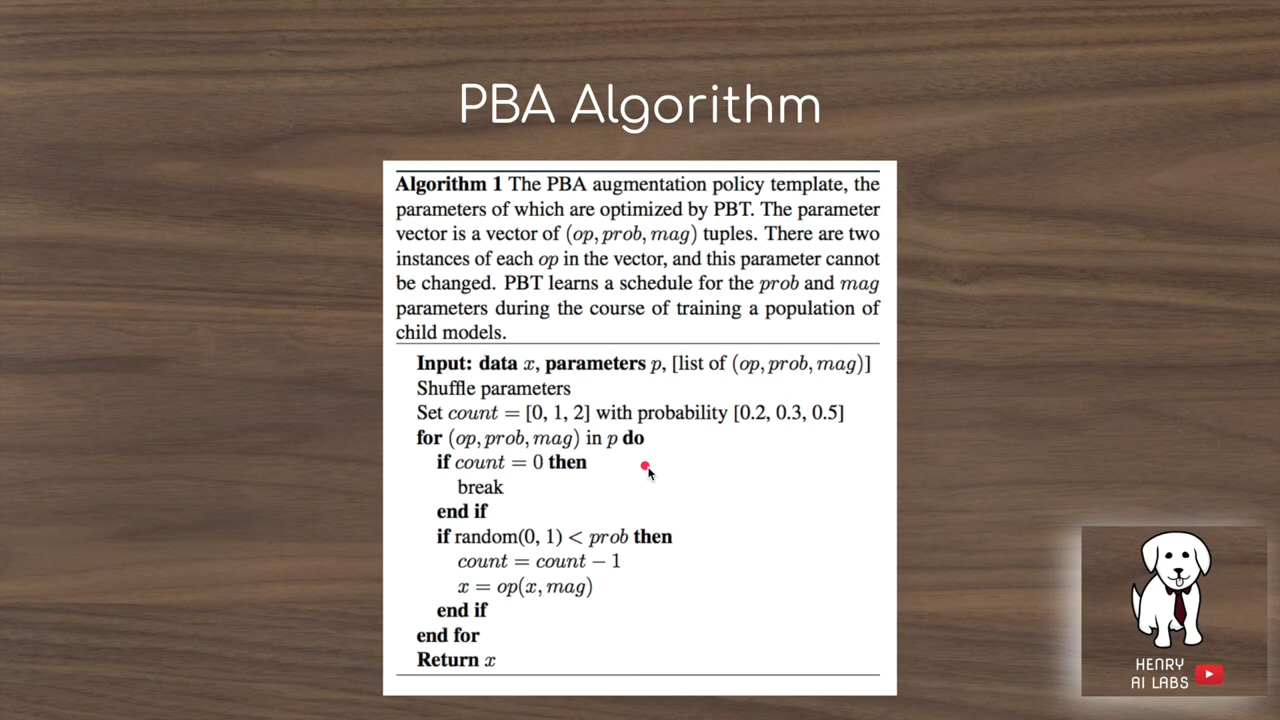 PBA Algorithm
Algorithm 1 The PBA augmentation policy template, the
parameters of which are optimized by PBT. The parameter
vector is a vector of (op, prob, mag) tuples. There are two
instances of each op in the vector, and this parameter cannot
be changed. PBT learns a schedule for the prob and mag
parameters during the course of training a population of
child models.
Input: data x, parameters p, [list of (op, prob, mag)]
Shuffle parameters
Set count = [0, 1, 2] with probability [0.2, 0.3, 0.5]
for (op, prob, mag) in p do
if count = 0 then
break
end if
if random(0, 1) < prob then
count = count − 1
x = op(x, mag)
end if
end for
Return x
HENRY
AI LABS